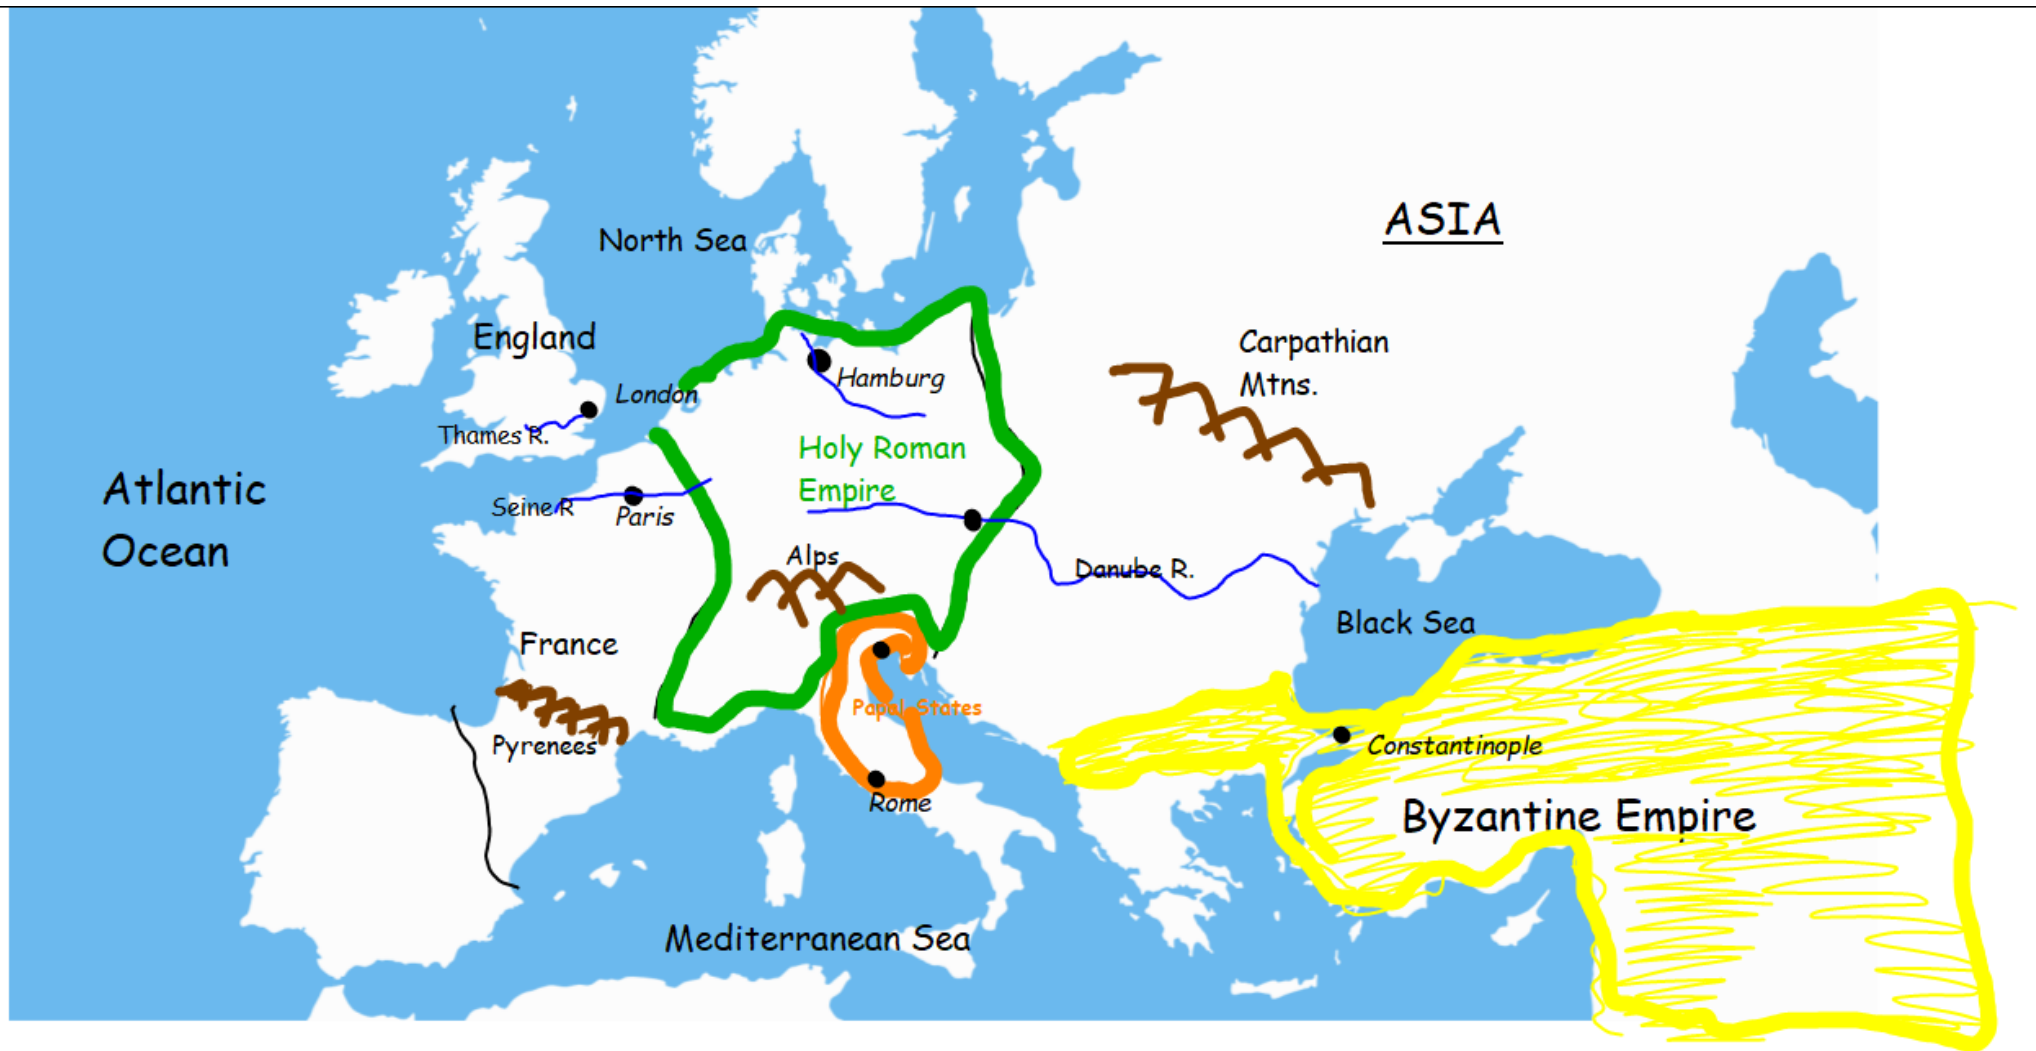 ASIA
North Sea
England
Carpathian
Mtns.
London
Hamburg
Thames R.
Holy Roman
Empire
Atlantic
Ocean
Seine R
Paris
Alps
Danube R.
Black Sea
France
Papal States
Pyrenees
Constantinople
Rome
Byzantine Empire
Mediterranean Sea